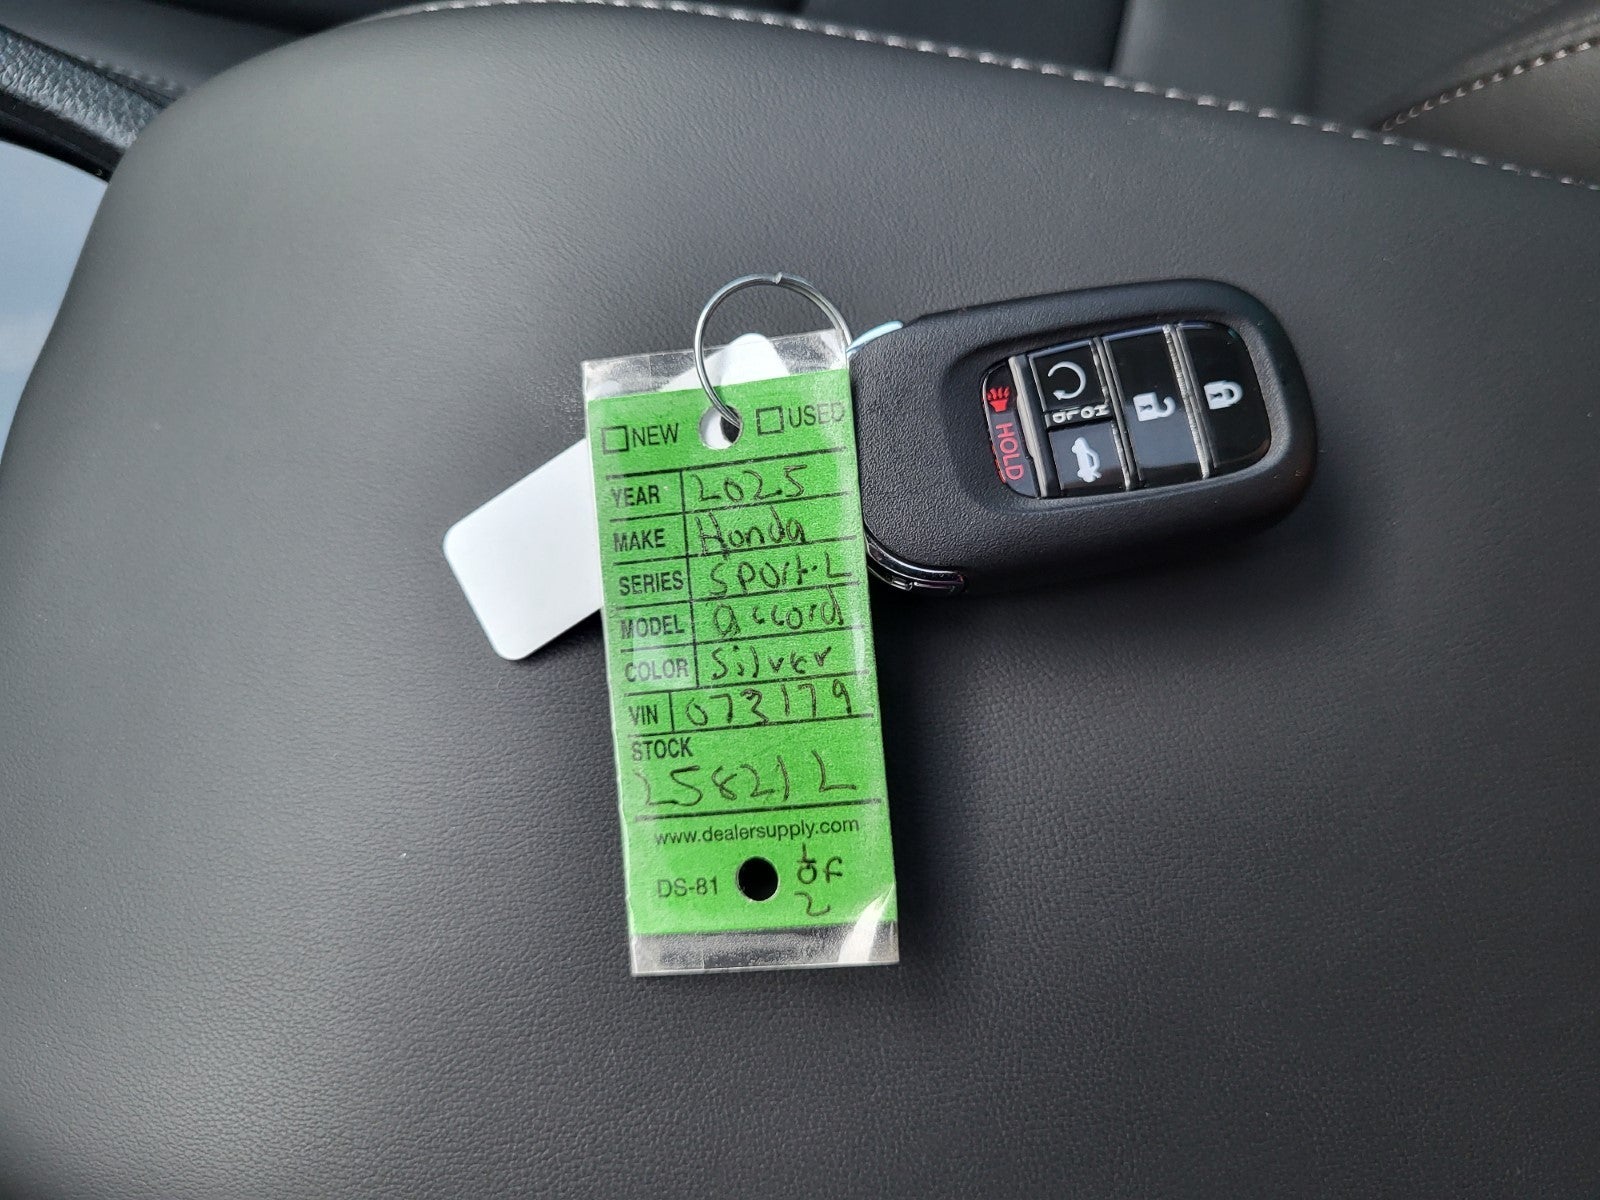 NEW USED
YEAR 2025
MAKE Honda
SERIES Sport-L
MODEL accord
COLOR Silver
VIN 073179
STOCK
25821L
www.dealersupply.com
DS-81 1 of 2
HOLD
HOLD